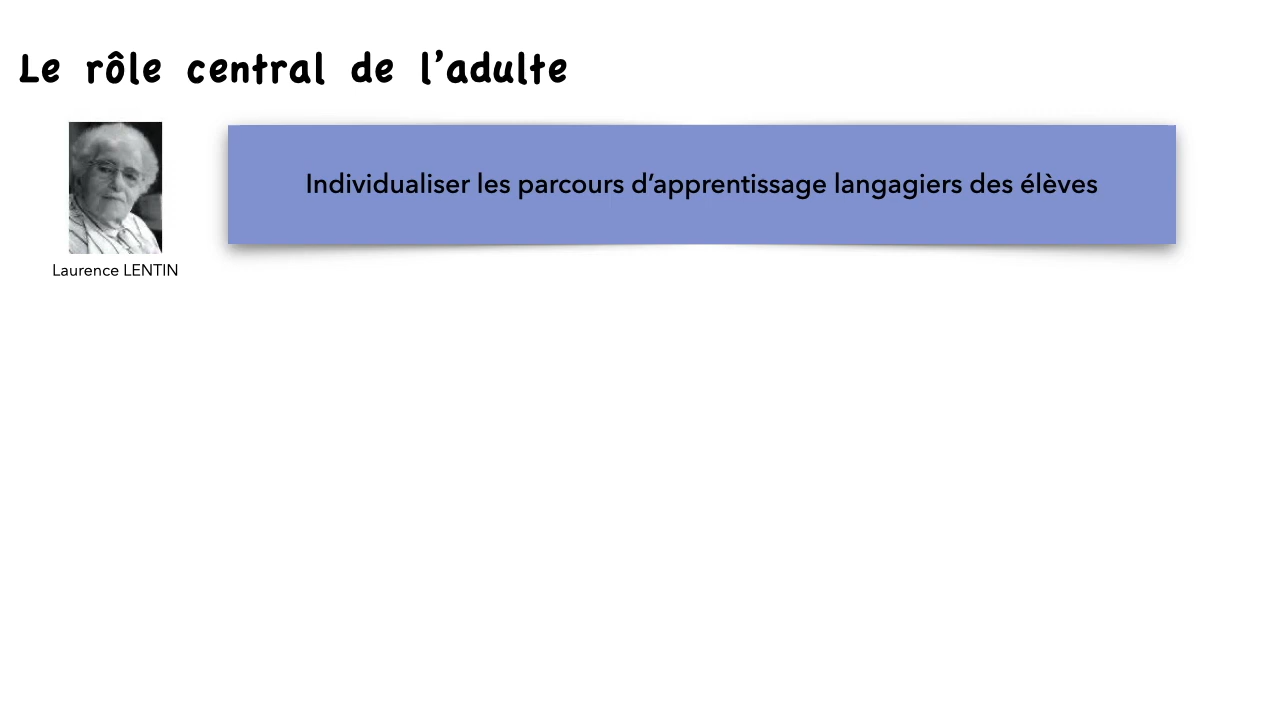 Le rôle central de l’adulte
Individualiser les parcours d’apprentissage langagiers des élèves
Laurence LENTIN